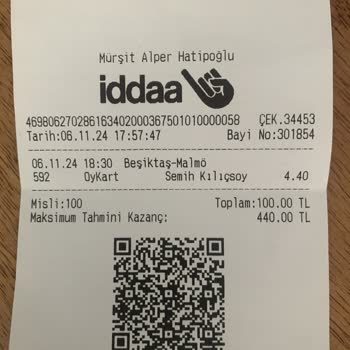 Mürşit Alper Hatipoğlu
iddaa
4698062702861634020003675010100000058 ÇEK.34453
Tarih:06.11.24 17:57:47 Bayi No:301854
06.11.24 18:30 Beşiktaş-Malmö
592 OyKart Semih Kılıçsoy 4.40
Misli:100 Toplam:100.00 TL
Maksimum Tahmini Kazanç: 440.00 TL